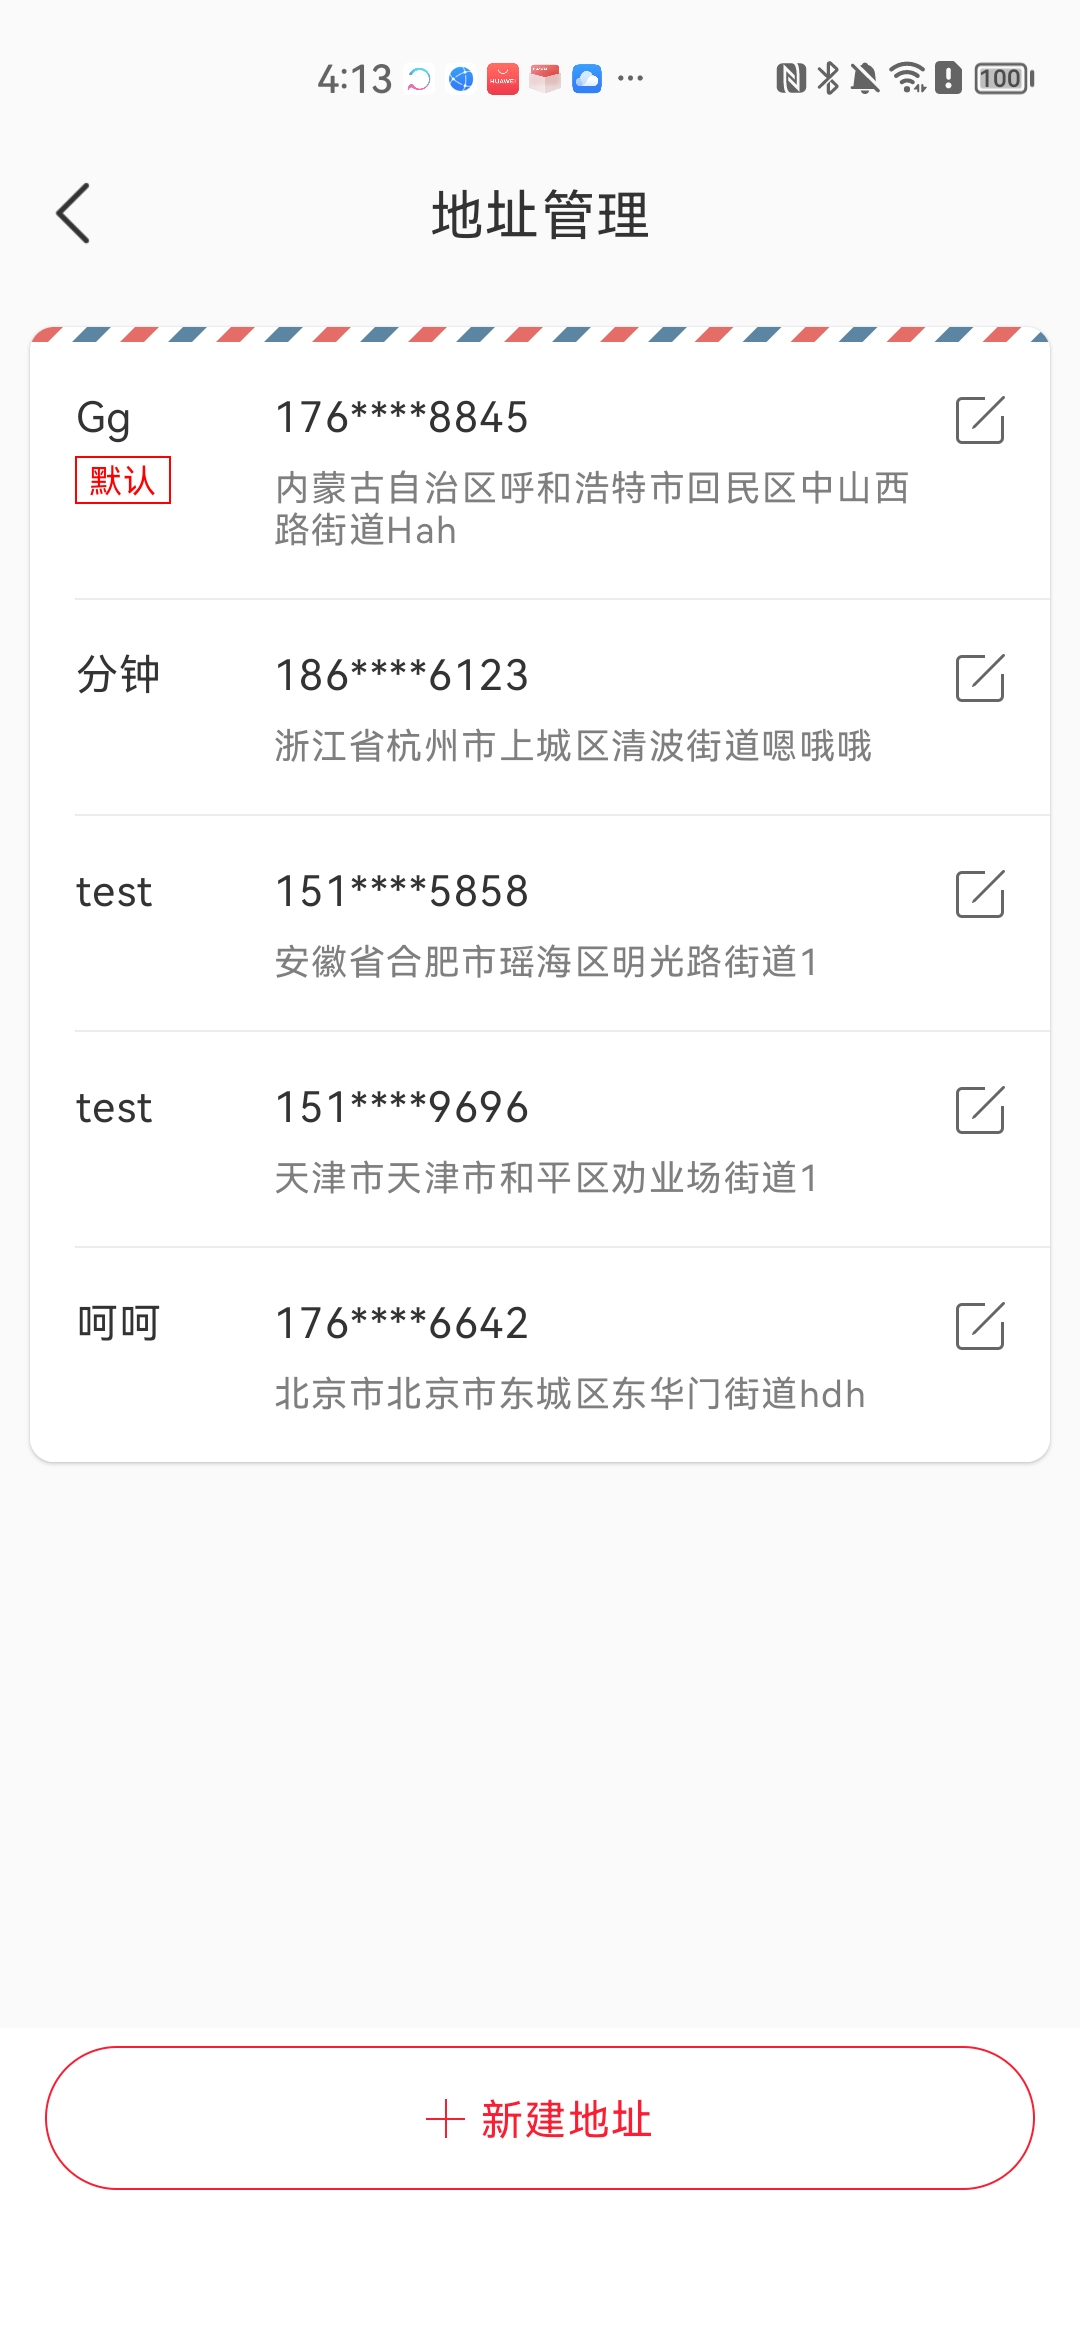 4:13
HUAWEI
100
地址管理
Gg
176****8845
默认
内蒙古自治区呼和浩特市回民区中山西
路街道Hah
分钟
186****6123
浙江省杭州市上城区清波街道嗯哦哦
test
151****5858
安徽省合肥市瑶海区明光路街道1
test
151****9696
天津市天津市和平区劝业场街道1
呵呵
176****6642
北京市北京市东城区东华门街道hdh
新建地址